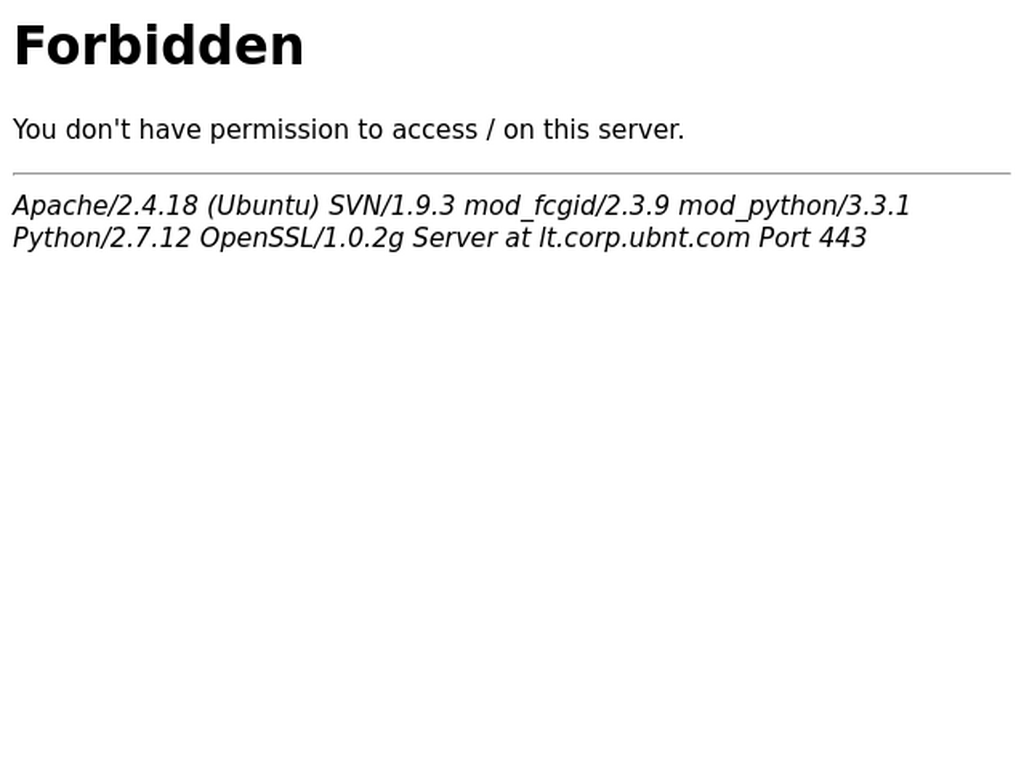 Forbidden
You don't have permission to access / on this server.
Apache/2.4.18 (Ubuntu) SVN/1.9.3 mod_fcgid/2.3.9 mod_python/3.3.1
Python/2.7.12 OpenSSL/1.0.2g Server at lt.corp.ubnt.com Port 443